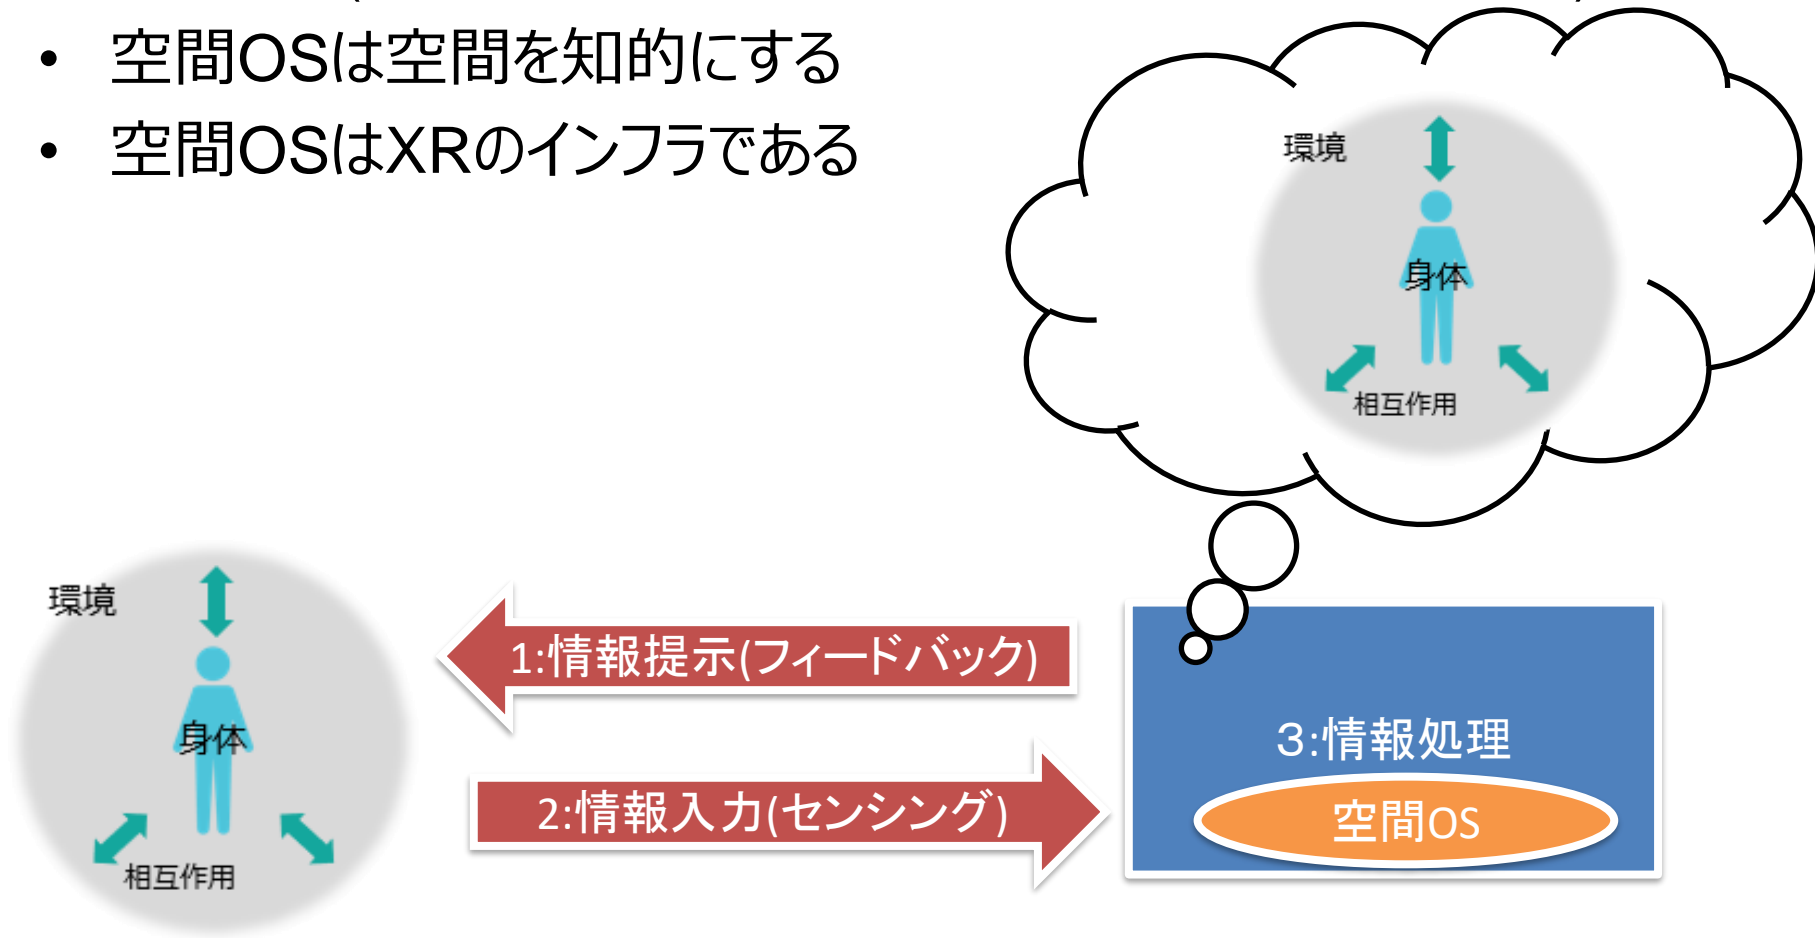 • 空間OSは空間を知的にする
• 空間OSはXRのインフラである
環境
身体
相互作用
環境
身体
相互作用
1:情報提示(フィードバック)
2:情報入力(センシング)
３:情報処理
空間OS